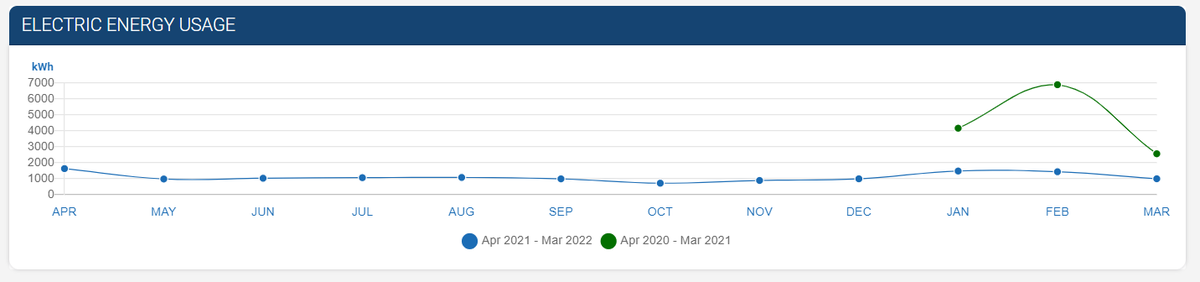 ELECTRIC ENERGY USAGE
kWh
7000
6000
5000
4000
3000
2000
1000
0
APR MAY JUN JUL AUG SEP OCT NOV DEC JAN FEB MAR
Apr 2021 - Mar 2022 Apr 2020 - Mar 2021